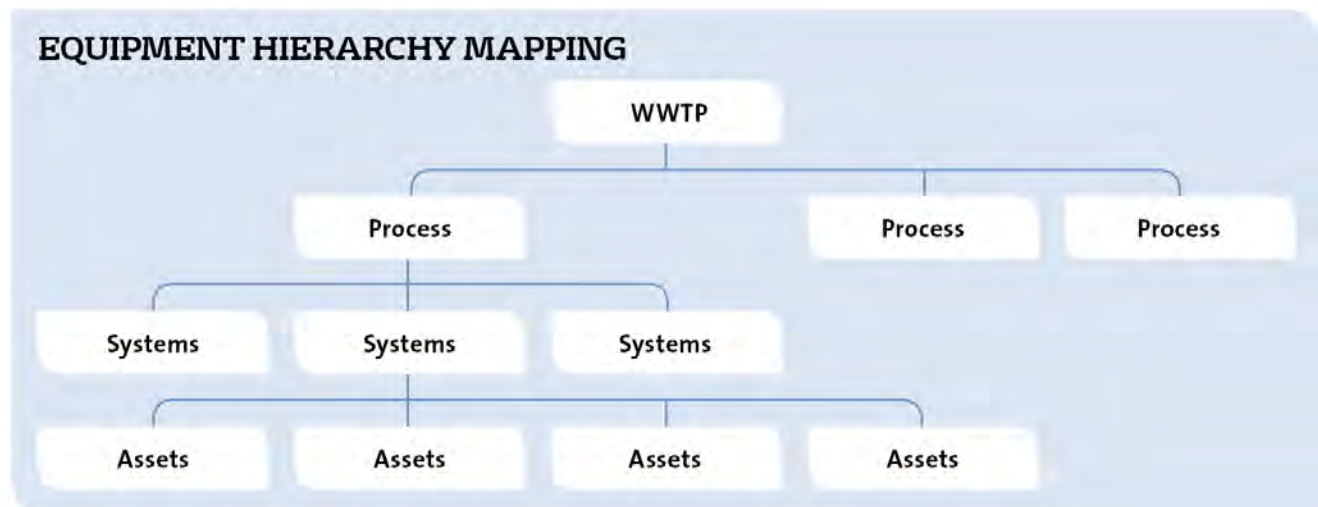 EQUIPMENT HIERARCHY MAPPING
WWTP
Process
Process
Process
Systems
Systems
Systems
Assets
Assets
Assets
Assets